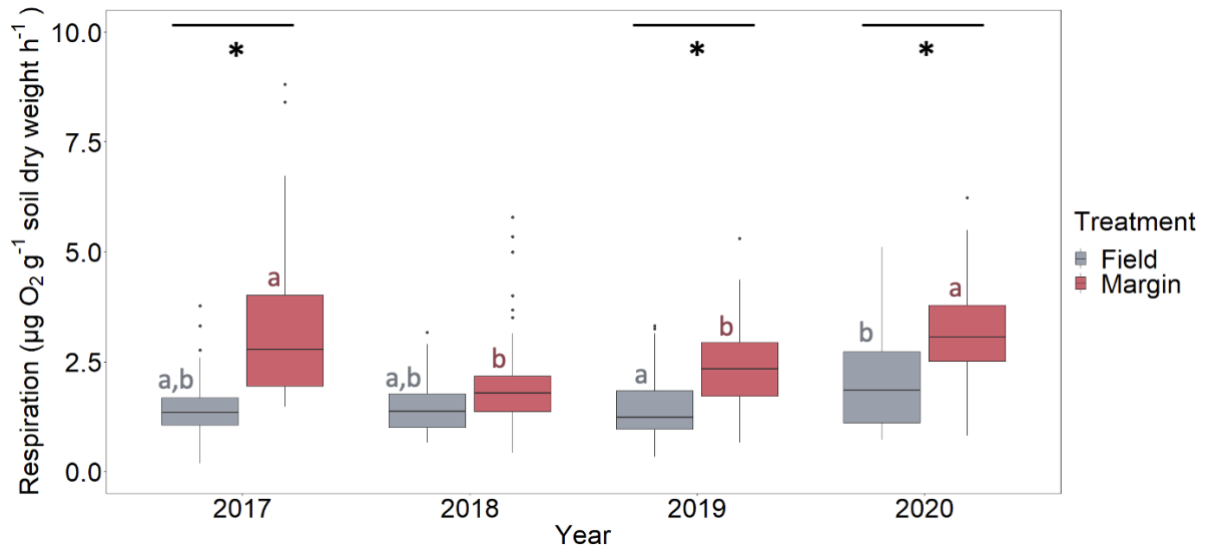 Respiration (µg O₂ g⁻¹ soil dry weight h⁻¹)
10.0
7.5
5.0
2.5
0.0
*
*
*
a,b
a
a,b
b
a
b
b
a
2017
2018
2019
2020
Year
Treatment
Field
Margin